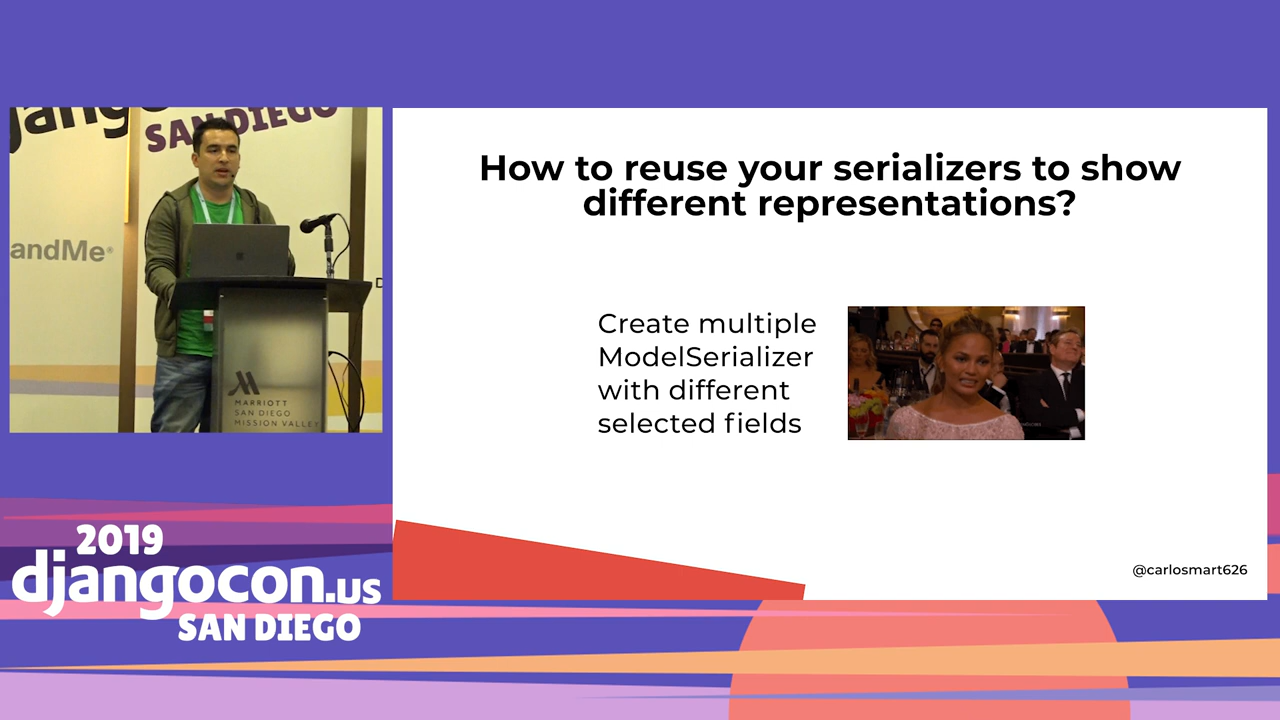 SAN DIEGO
andMe®
MARRIOTT
SAN DIEGO
MISSION VALLEY
How to reuse your serializers to show
different representations?
Create multiple
ModelSerializer
with different
selected fields
@carlosmart626
2019
djangocon.us
SAN DIEGO